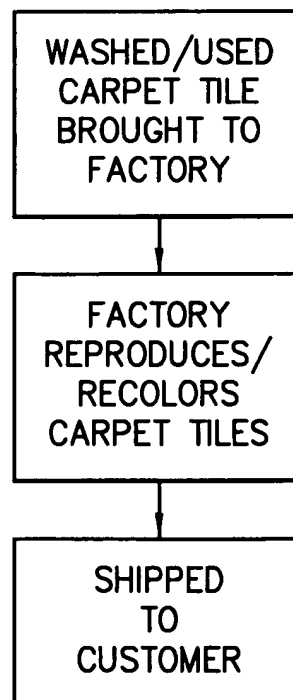 WASHED/USED
CARPET TILE
BROUGHT TO
FACTORY
FACTORY
REPRODUCES/
RECOLORS
CARPET TILES
SHIPPED
TO
CUSTOMER